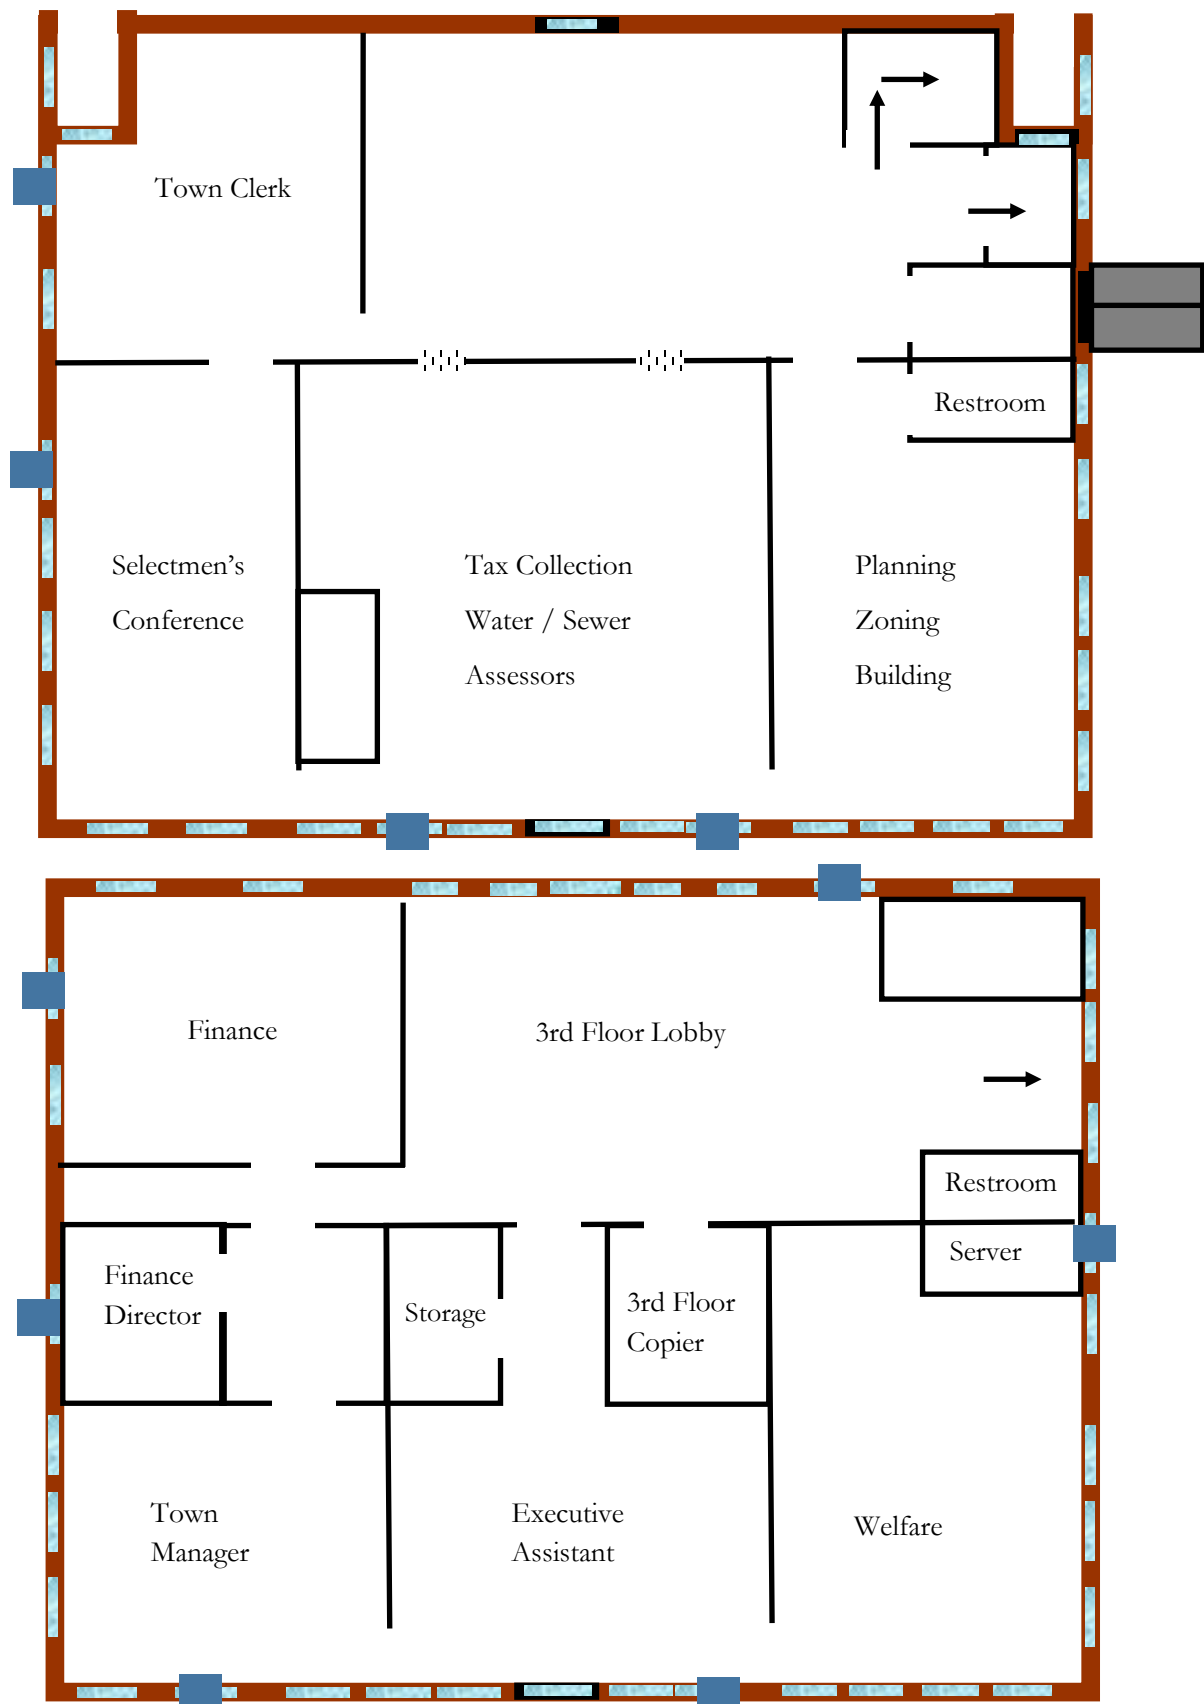 Town Clerk
Restroom
Selectmen's
Conference
Tax Collection
Water / Sewer
Assessors
Planning
Zoning
Building
Finance
3rd Floor Lobby
Restroom
Server
Finance
Director
Storage
3rd Floor
Copier
Town
Manager
Executive
Assistant
Welfare